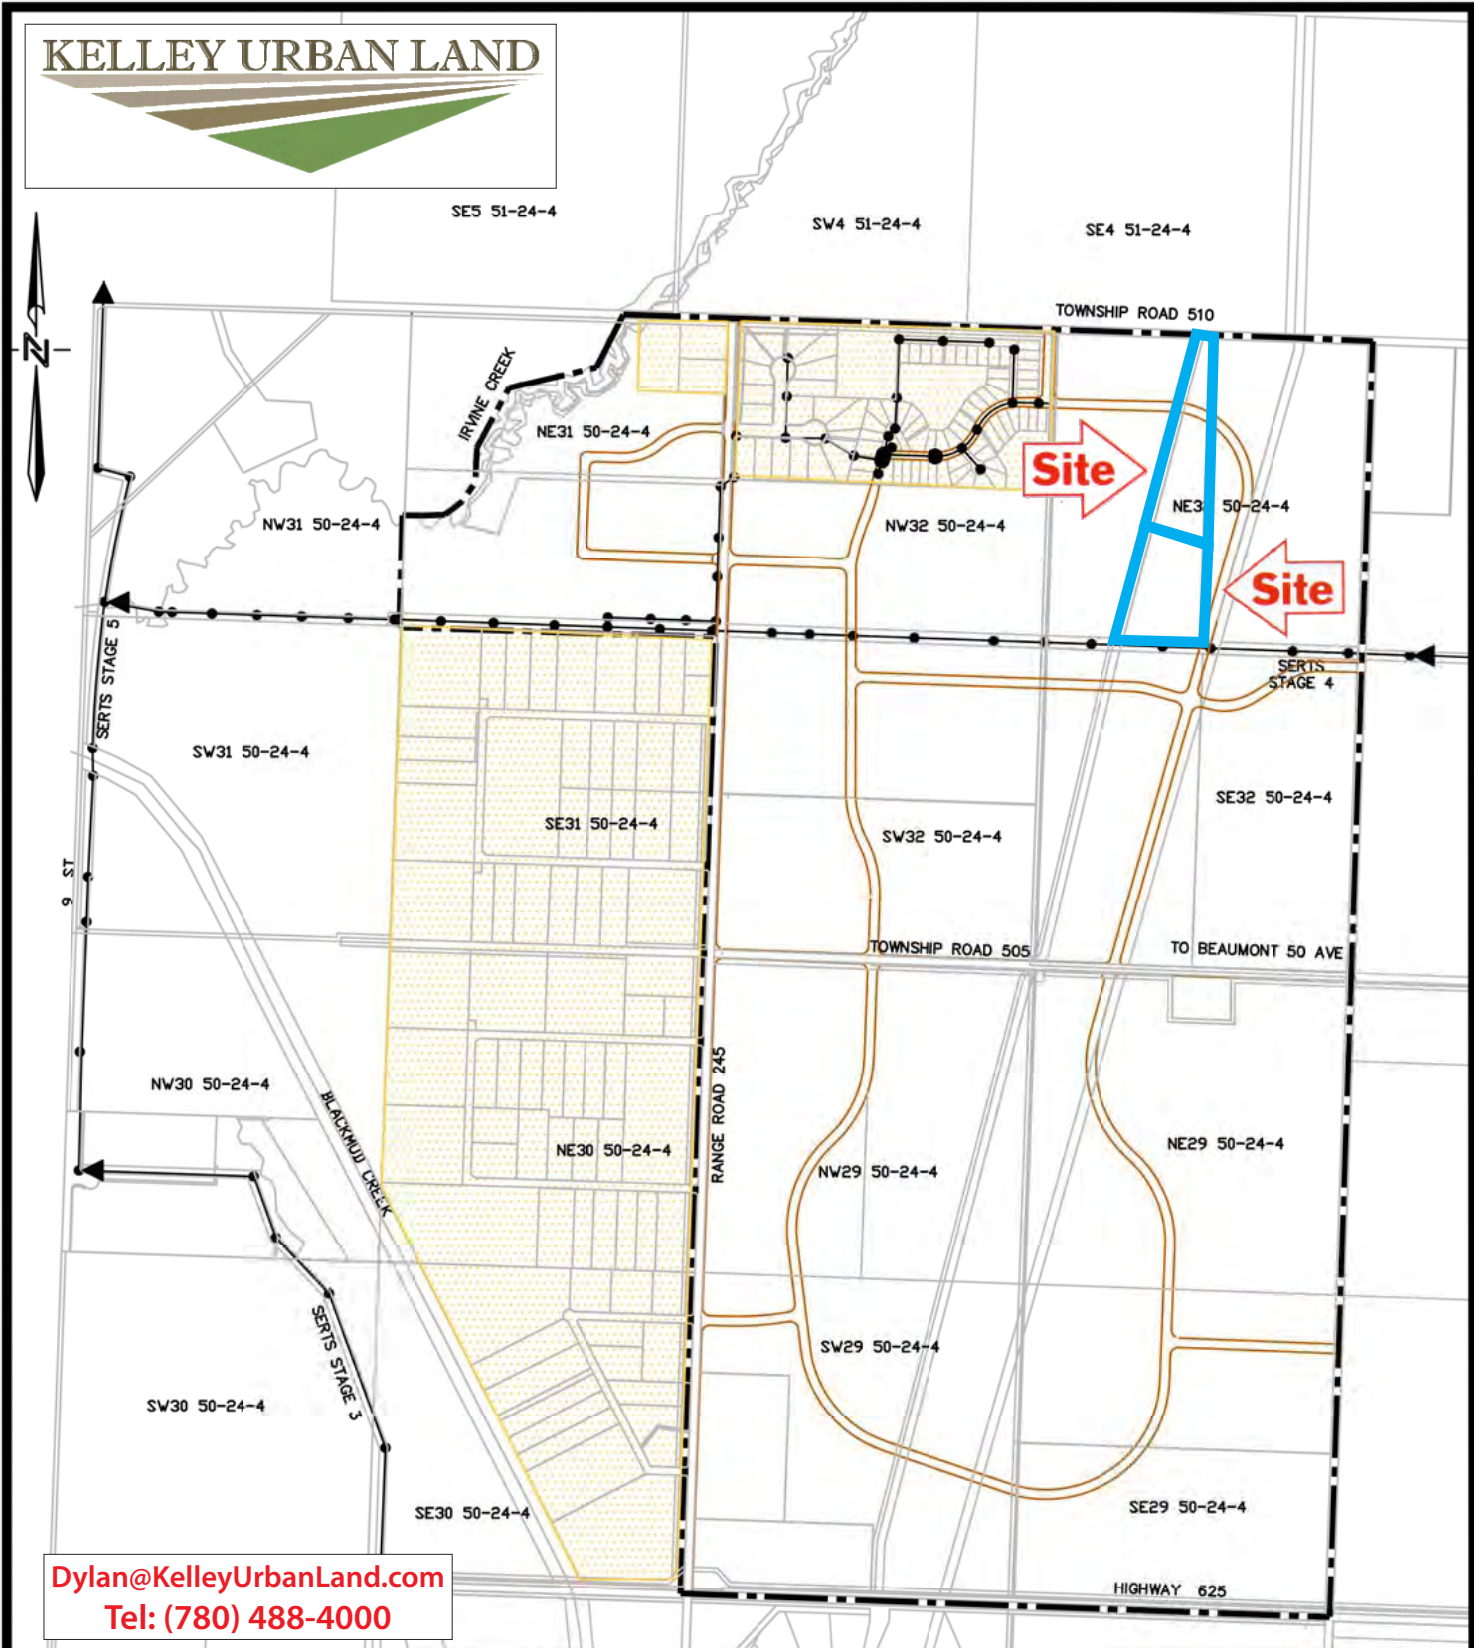 KELLEY URBAN LAND
SE5 51-24-4
SW4 51-24-4
SE4 51-24-4
N
TOWNSHIP ROAD 510
IRVINE CREEK
NE31 50-24-4
Site
NW31 50-24-4
NW32 50-24-4
NE32 50-24-4
Site
SERTS STAGE 5
SERTS
STAGE 4
SW31 50-24-4
SE32 50-24-4
SE31 50-24-4
SW32 50-24-4
9 ST
TOWNSHIP ROAD 505
TO BEAUMONT 50 AVE
RANGE ROAD 245
NW30 50-24-4
BLACKMUD CREEK
NE30 50-24-4
NW29 50-24-4
NE29 50-24-4
SERTS STAGE 3
SW29 50-24-4
SW30 50-24-4
SE30 50-24-4
SE29 50-24-4
HIGHWAY 625
Dylan@KelleyUrbanLand.com
Tel: (780) 488-4000